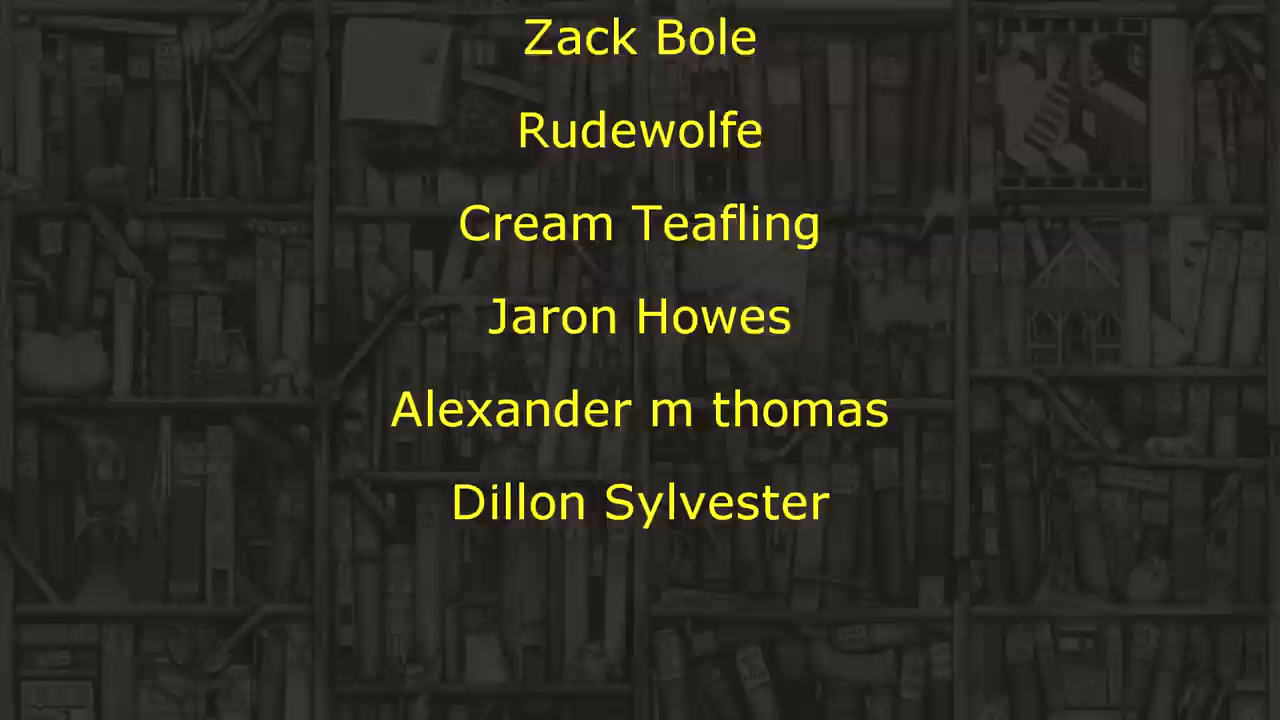 Zack Bole
Rudewolfe
Cream Teafling
Jaron Howes
Alexander m thomas
Dillon Sylvester